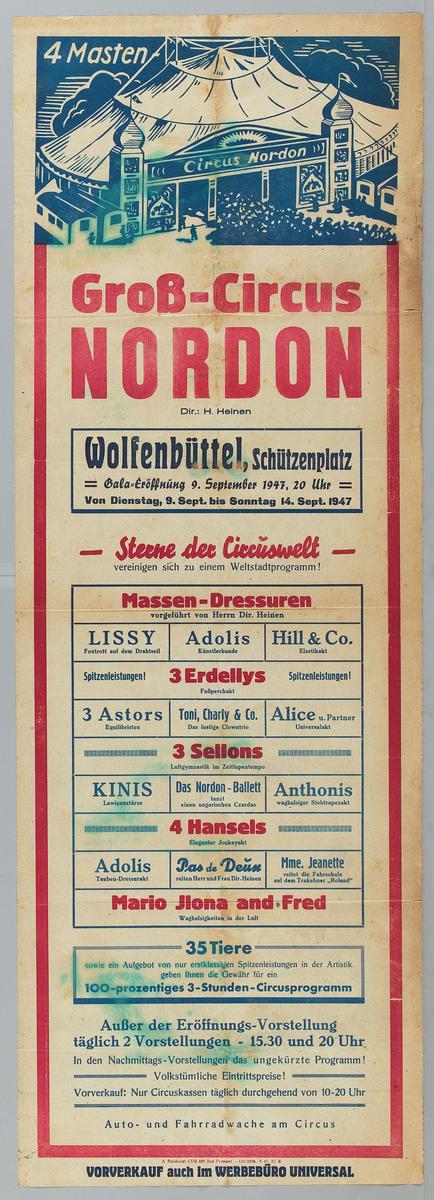 4 Masten
Circus Nordon
Groß-Circus
NORDON
Dir.: H. Heinen
Wolfenbüttel, Schützenplatz
= Gala-Eröffnung 9. September 1947, 20 Uhr =
Von Dienstag, 9. Sept. bis Sonntag 14. Sept. 1947
— Sterne der Circuswelt —
vereinigen sich zu einem Weltstadtprogramm!
Massen-Dressuren
vorgeführt von Herrn Dir. Heinen
LISSY Adolis Hill & Co.
Foxtrott auf dem Drahtseil Künstlerhunde Elastikakt
Spitzenleistungen! 3 Erdellys Spitzenleistungen!
Fußperchakt
3 Astors Toni, Charly & Co. Alice u. Partner
Equilibristen Das lustige Clowntrio Universalakt
3 Sellons
Luftgymnastik im Zeitlupentempo
KINIS Das Nordon-Ballett Anthonis
Lawinenstürze tanzt waghalsiger Stehtrapezakt
einen ungarischen Czardas
4 Hansels
Eleganter Jockeyakt
Adolis Pas de Deux Mme. Jeanette
Tauben-Dressurakt reiten Herr und Frau Dir. Heinen reitet die Fahrschule
auf dem Trakehner „Roland“
Mario Jlona and Fred
Waghalsigkeiten in der Luft
35 Tiere
sowie ein Aufgebot von nur erstklassigen Spitzenleistungen in der Artistik
geben Ihnen die Gewähr für ein
100-prozentiges 3-Stunden-Circusprogramm
Außer der Eröffnungs-Vorstellung
täglich 2 Vorstellungen - 15.30 und 20 Uhr
In den Nachmittags-Vorstellungen das ungekürzte Programm!
Volkstümliche Eintrittspreise!
Vorverkauf: Nur Circuskassen täglich durchgehend von 10-20 Uhr
Auto- und Fahrradwache am Circus
VORVERKAUF auch im WERBEBÜRO UNIVERSAL